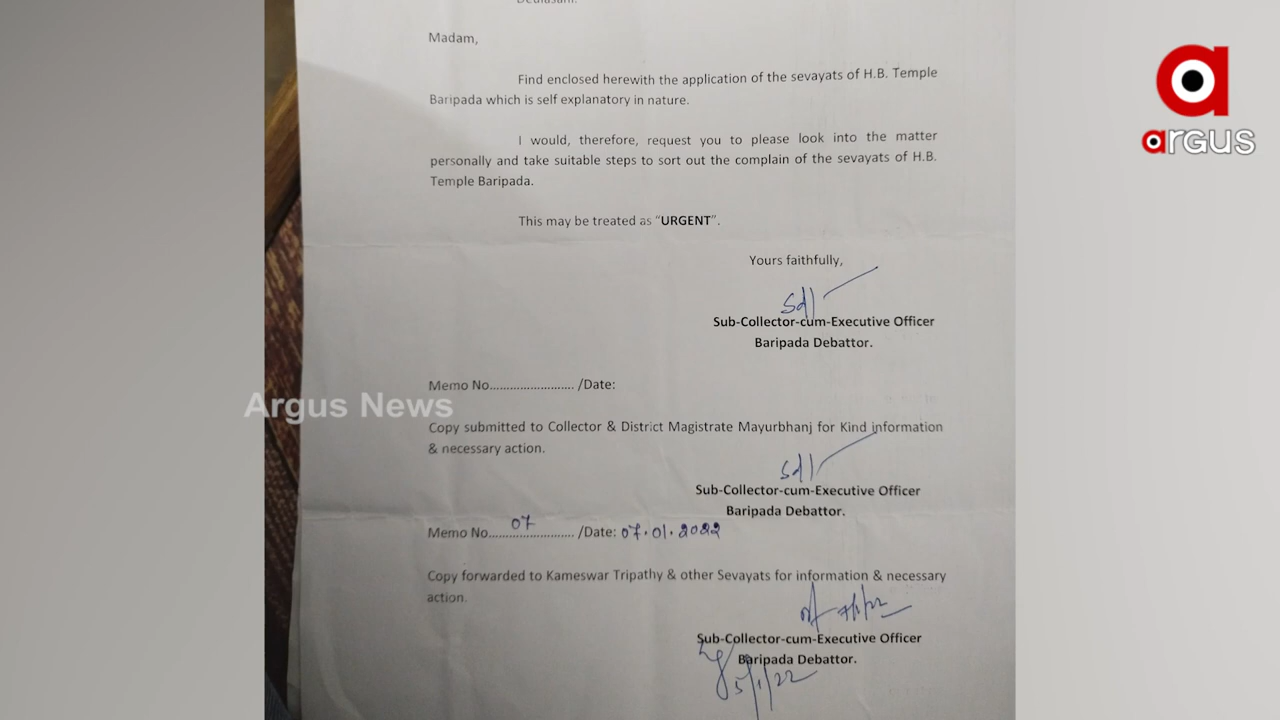 Madam,
Find enclosed herewith the application of the sevayats of H.B. Temple
Baripada which is self explanatory in nature.
I would, therefore, request you to please look into the matter
personally and take suitable steps to sort out the complain of the sevayats of H.B.
Temple Baripada.
This may be treated as "URGENT".
Yours faithfully,
Sd/
Sub-Collector-cum-Executive Officer
Baripada Debattor.
Memo No......................... /Date:
Copy submitted to Collector & District Magistrate Mayurbhanj for Kind information
& necessary action.
Sd/
Sub-Collector-cum-Executive Officer
Baripada Debattor.
Memo No. 07 /Date: 07.01.2022
Copy forwarded to Kameswar Tripathy & other Sevayats for information & necessary
action.
Sub-Collector-cum-Executive Officer
Baripada Debattor.
5/1/22
argus
Argus News